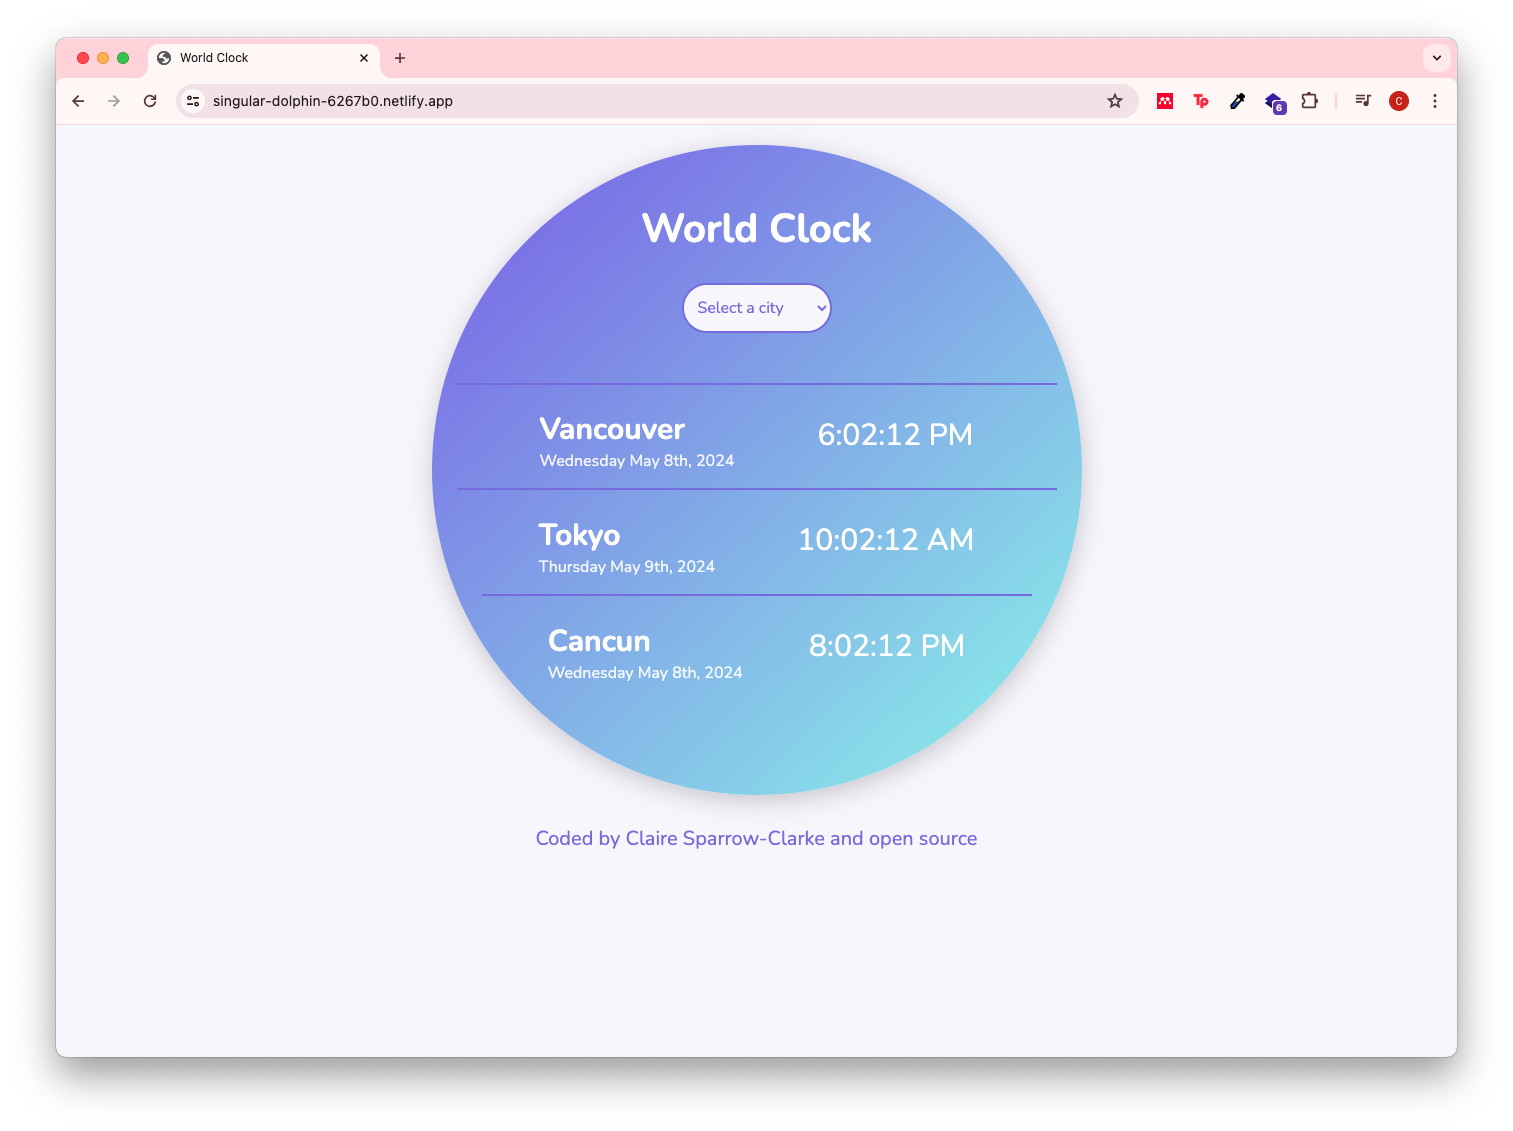 World Clock
singular-dolphin-6267b0.netlify.app
Tp
6
C
World Clock
Select a city
Vancouver
6:02:12 PM
Wednesday May 8th, 2024
Tokyo
10:02:12 AM
Thursday May 9th, 2024
Cancun
8:02:12 PM
Wednesday May 8th, 2024
Coded by Claire Sparrow-Clarke and open source